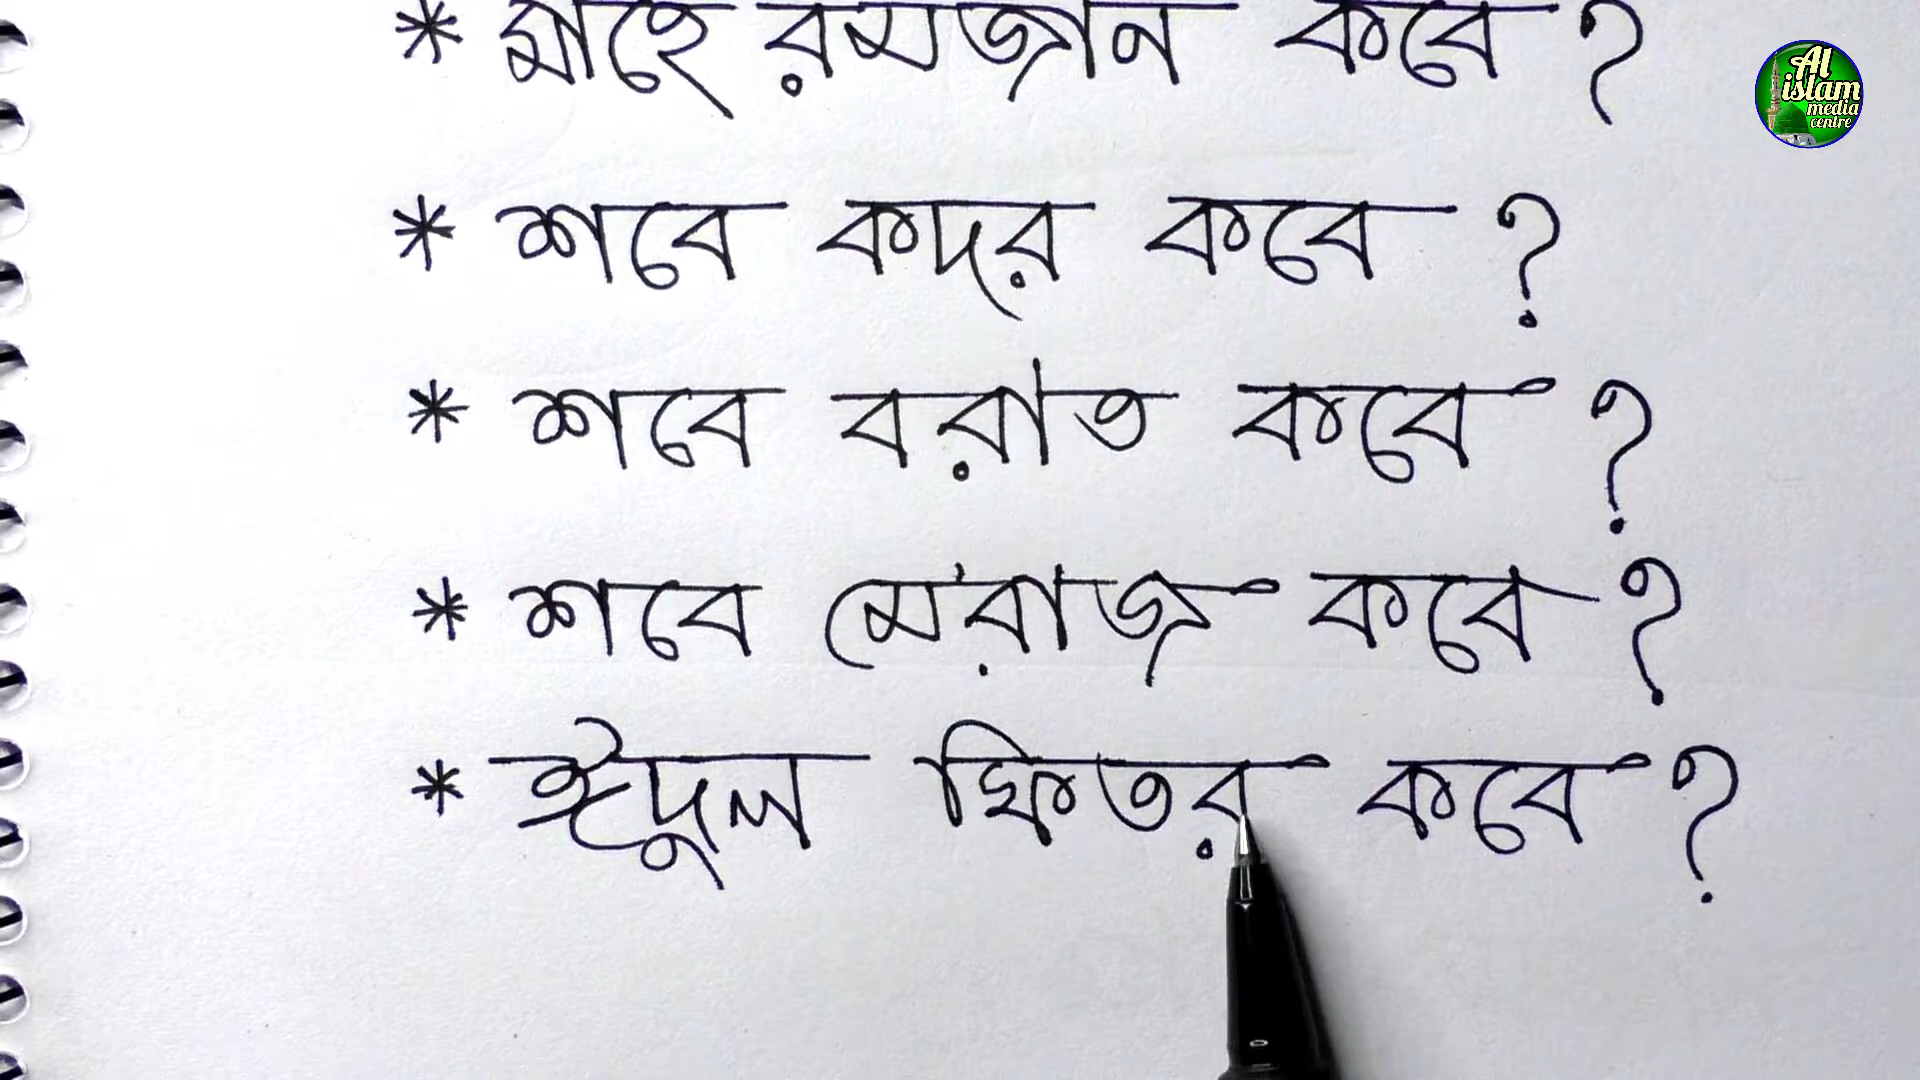 * মাহে রমজান কবে ?
Al
islam
media
centre
* শবে কদর কবে ?
* শবে বরাত কবে ?
* শবে মে'রাজ কবে ?
* ঈদুল ফিতর কবে ?